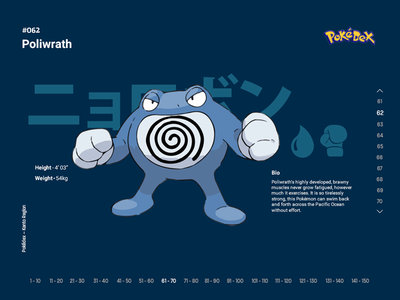 #062
Poliwrath
POKéDEX
ニョロボン
61
62
63
64
65
66
67
68
69
70
Height - 4'03"
Weight - 54kg
Bio
Poliwrath's highly developed, brawny
muscles never grow fatigued, however
much it exercises. It is so tirelessly
strong, this Pokémon can swim back
and forth across the Pacific Ocean
without effort.
Pokédex - Kanto Region
1 - 10 11 - 20 21 - 30 31 - 40 41 - 50 51 - 60 61 - 70 71 - 80 81 - 90 91 - 100 101 - 110 111 - 120 121 - 130 131 - 140 141 - 150